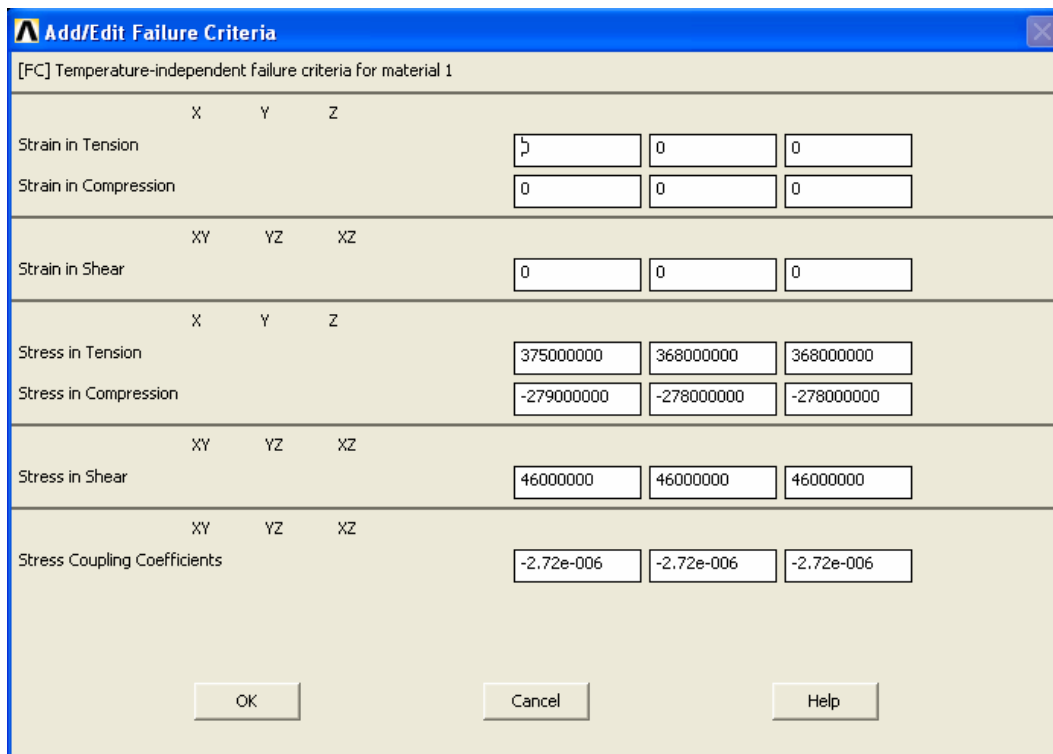 Add/Edit Failure Criteria
[FC] Temperature-independent failure criteria for material 1
X Y Z
Strain in Tension 0 0
Strain in Compression 0 0 0
XY YZ XZ
Strain in Shear 0 0 0
X Y Z
Stress in Tension 375000000 368000000 368000000
Stress in Compression -279000000 -278000000 -278000000
XY YZ XZ
Stress in Shear 46000000 46000000 46000000
XY YZ XZ
Stress Coupling Coefficients -2.72e-006 -2.72e-006 -2.72e-006
OK Cancel Help